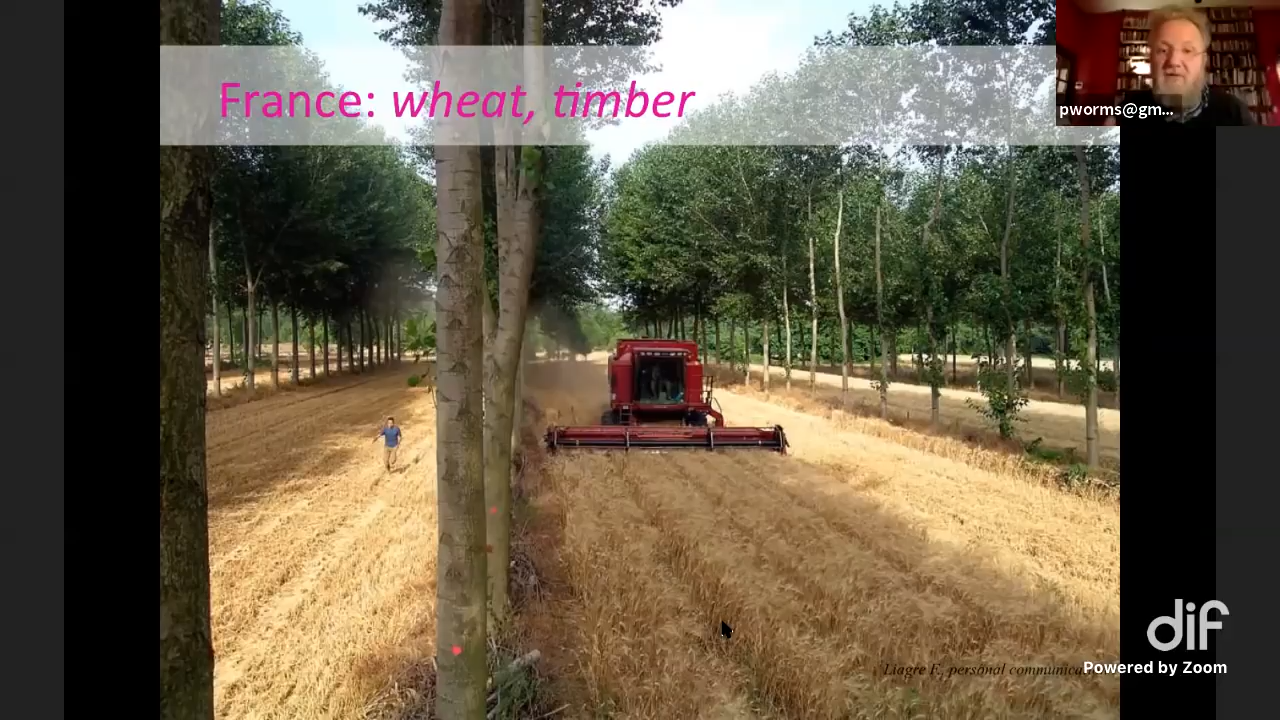 France: wheat, timber
pworms@gm...
dif
Liagre F., personal communica
Powered by Zoom